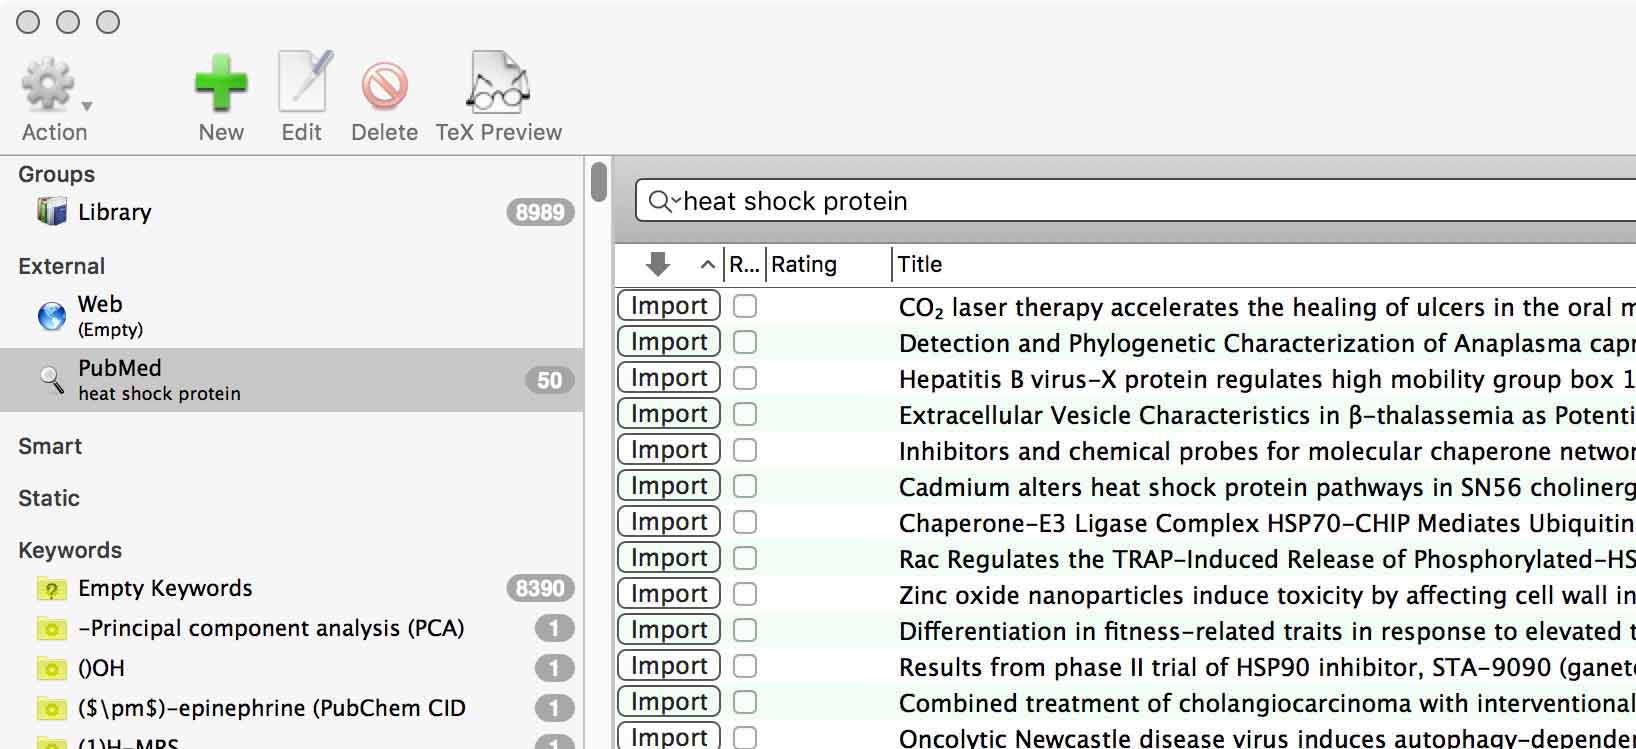 Action
New
Edit
Delete
TeX Preview
Groups
Library 8989
External
Web
(Empty)
PubMed
heat shock protein
50
Smart
Static
Keywords
Empty Keywords 8390
-Principal component analysis (PCA) 1
()OH 1
($\pm$)-epinephrine (PubChem CID 1
(1)H-MRS 1
heat shock protein
R... Rating Title
Import CO₂ laser therapy accelerates the healing of ulcers in the oral m
Import Detection and Phylogenetic Characterization of Anaplasma capr
Import Hepatitis B virus-X protein regulates high mobility group box 1
Import Extracellular Vesicle Characteristics in β-thalassemia as Potenti
Import Inhibitors and chemical probes for molecular chaperone networ
Import Cadmium alters heat shock protein pathways in SN56 cholinerg
Import Chaperone-E3 Ligase Complex HSP70-CHIP Mediates Ubiquitin
Import Rac Regulates the TRAP-Induced Release of Phosphorylated-HS
Import Zinc oxide nanoparticles induce toxicity by affecting cell wall in
Import Differentiation in fitness-related traits in response to elevated t
Import Results from phase II trial of HSP90 inhibitor, STA-9090 (ganete
Import Combined treatment of cholangiocarcinoma with interventional
Import Oncolytic Newcastle disease virus induces autophagy-depender